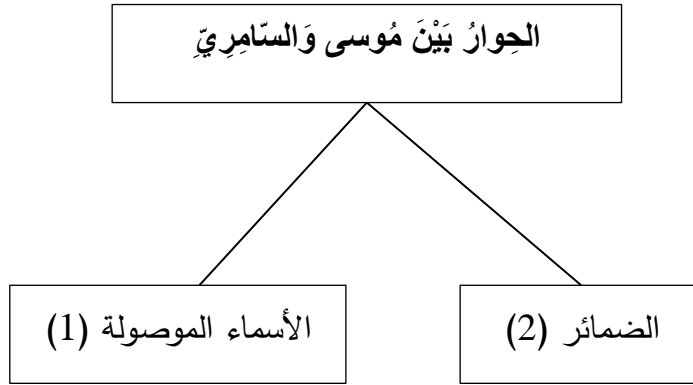 الحِوارُ بَيْنَ مُوسى وَالسّامِرِيِّ
الأسماء الموصولة (1)
الضمائر (2)